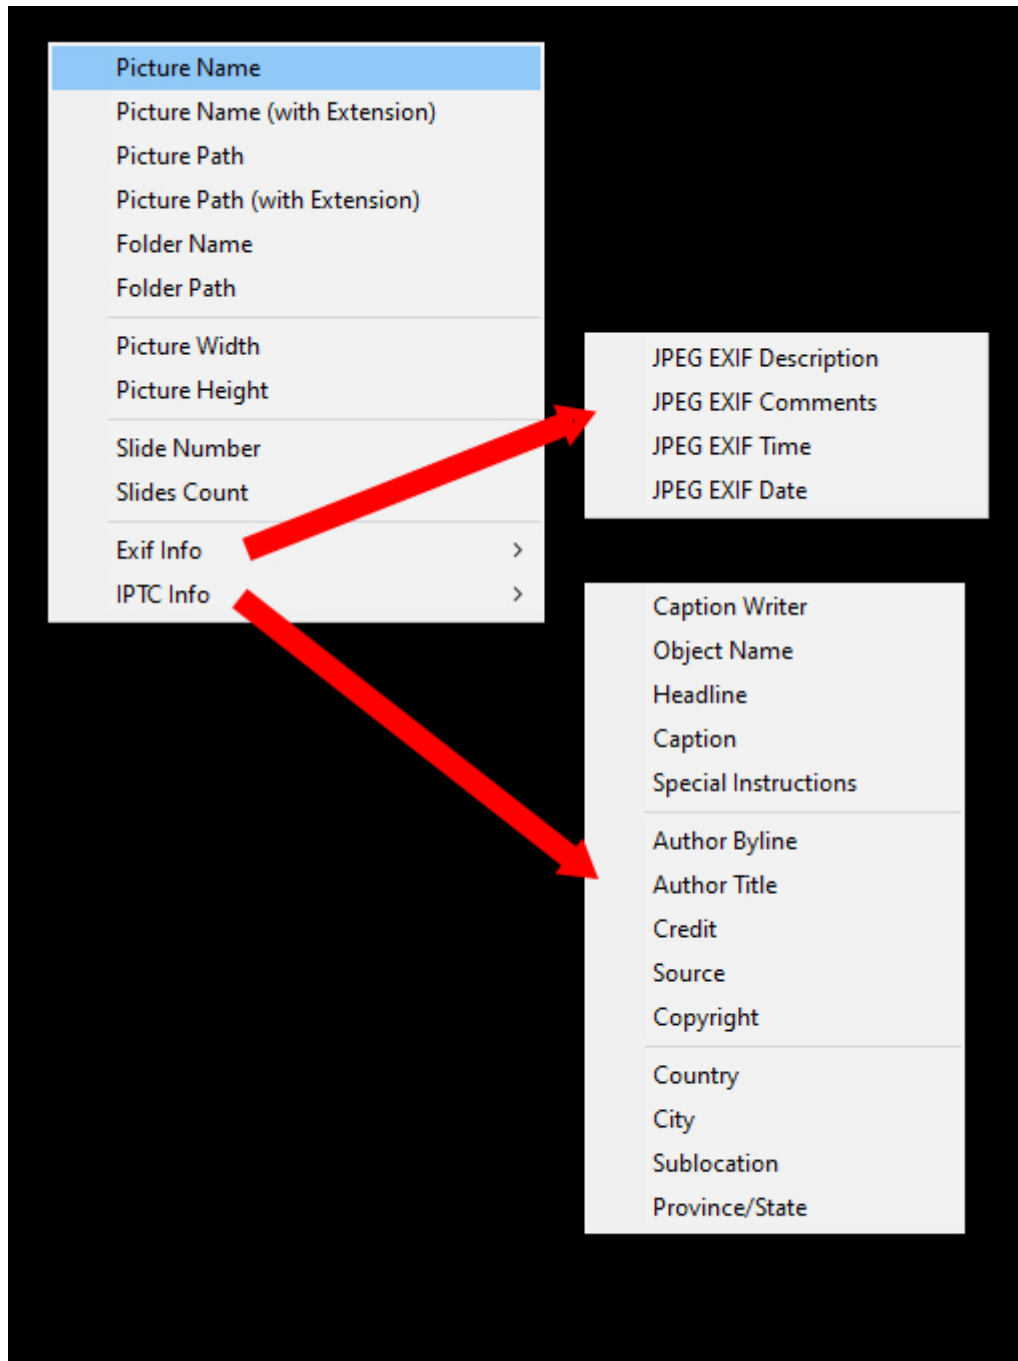 Picture Name
Picture Name (with Extension)
Picture Path
Picture Path (with Extension)
Folder Name
Folder Path
Picture Width
Picture Height
Slide Number
Slides Count
Exif Info
IPTC Info
JPEG EXIF Description
JPEG EXIF Comments
JPEG EXIF Time
JPEG EXIF Date
Caption Writer
Object Name
Headline
Caption
Special Instructions
Author Byline
Author Title
Credit
Source
Copyright
Country
City
Sublocation
Province/State